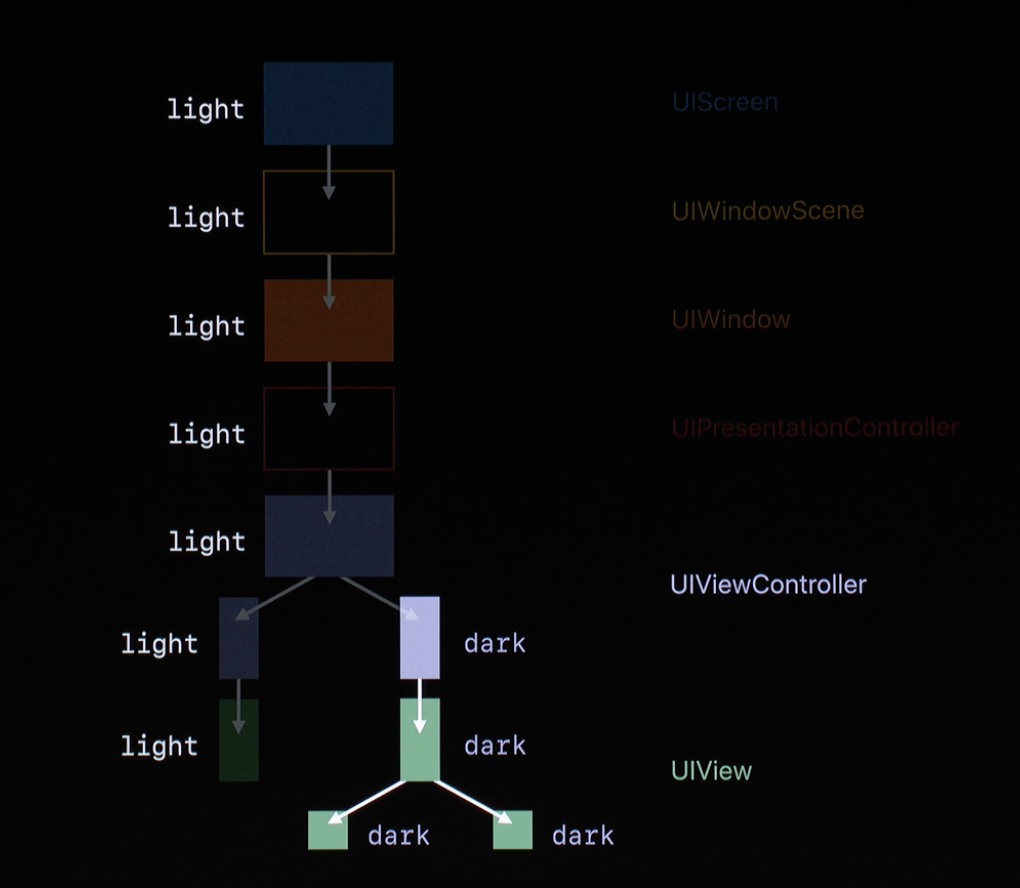 light UIScreen
light UIWindowScene
light UIWindow
light UIPresentationController
light
UIViewController
light dark
light dark
UIView
dark dark